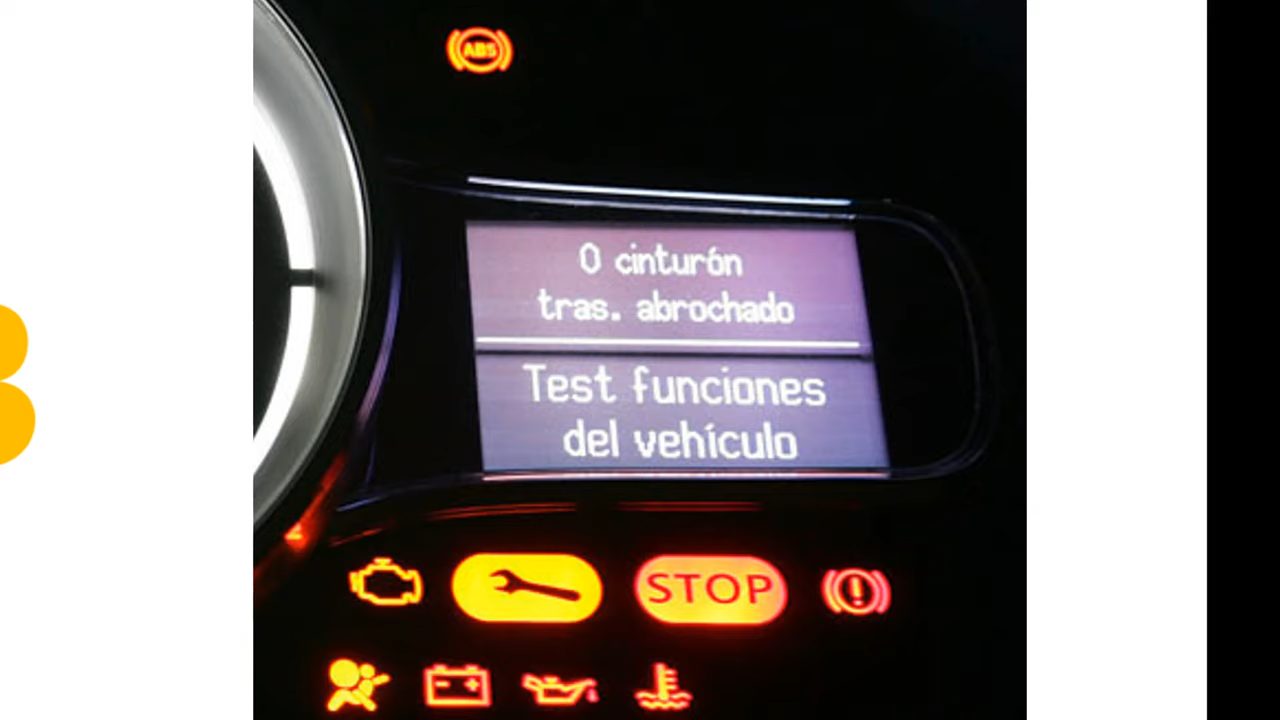 ABS
0 cinturón
tras. abrochado
Test funciones
del vehículo
STOP